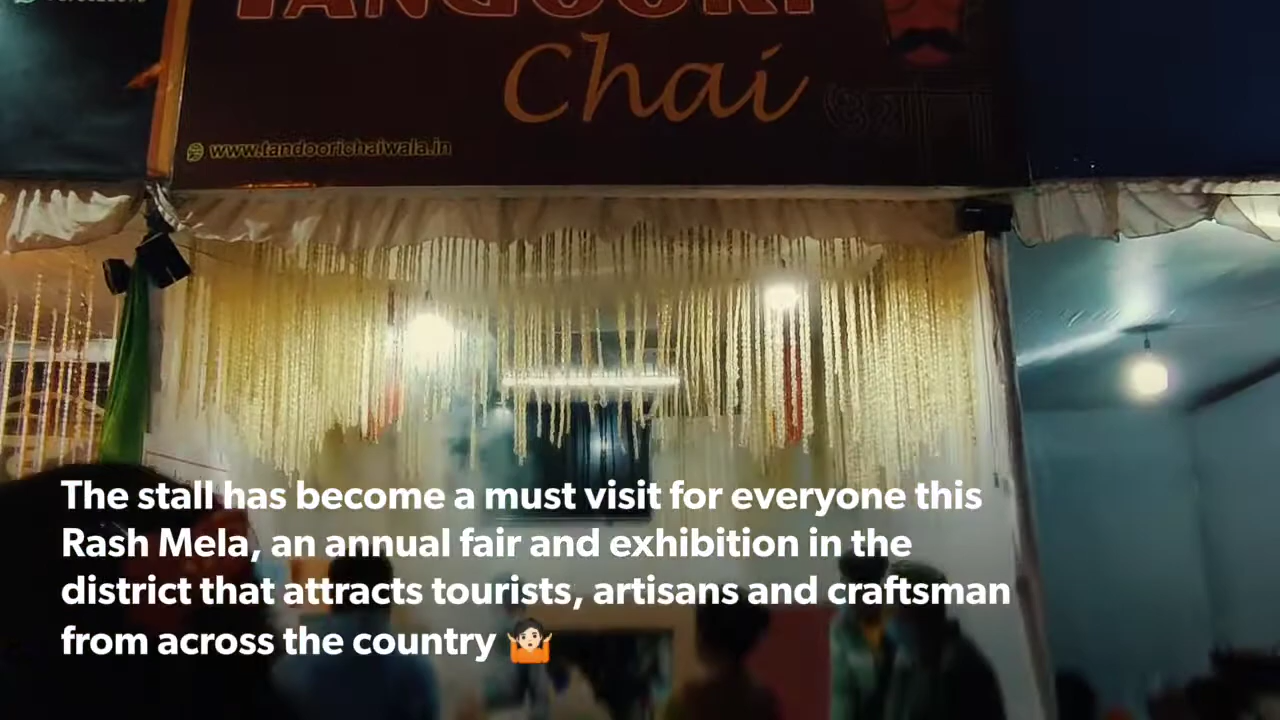 TANDOORI
Chai
www.tandoorichaiwala.in
The stall has become a must visit for everyone this
Rash Mela, an annual fair and exhibition in the
district that attracts tourists, artisans and craftsman
from across the country 🤷🏻